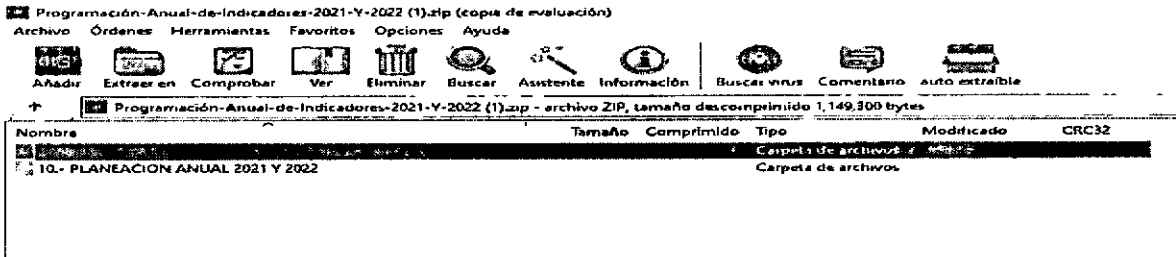 Programación-Anual-de-Indicadores-2021-Y-2022 (1).zip (copia de evaluación)
Archivo Órdenes Herramientas Favoritos Opciones Ayuda
Añadir Extraer en Comprobar Ver Eliminar Buscar Asistente Información Buscar virus Comentario auto extraíble
Programación-Anual-de-Indicadores-2021-Y-2022 (1).zip - archivo ZIP, tamaño descomprimido 1,149,300 bytes
Nombre Tamaño Comprimido Tipo Modificado CRC32
Carpeta de archivos
10.- PLANEACION ANUAL 2021 Y 2022 Carpeta de archivos